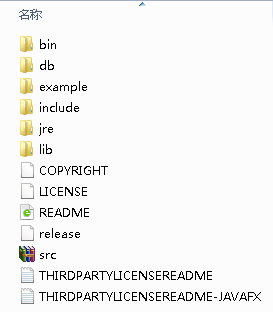 名称
bin
db
example
include
jre
lib
COPYRIGHT
LICENSE
README
release
src
THIRDPARTYLICENSEREADME
THIRDPARTYLICENSEREADME-JAVAFX